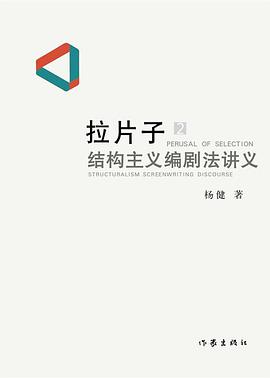 拉片子 2
PERUSAL OF SELECTION
结构主义编剧法讲义
STRUCTURALISM SCREENWRITING DISCOURSE
杨健 著
作家出版社